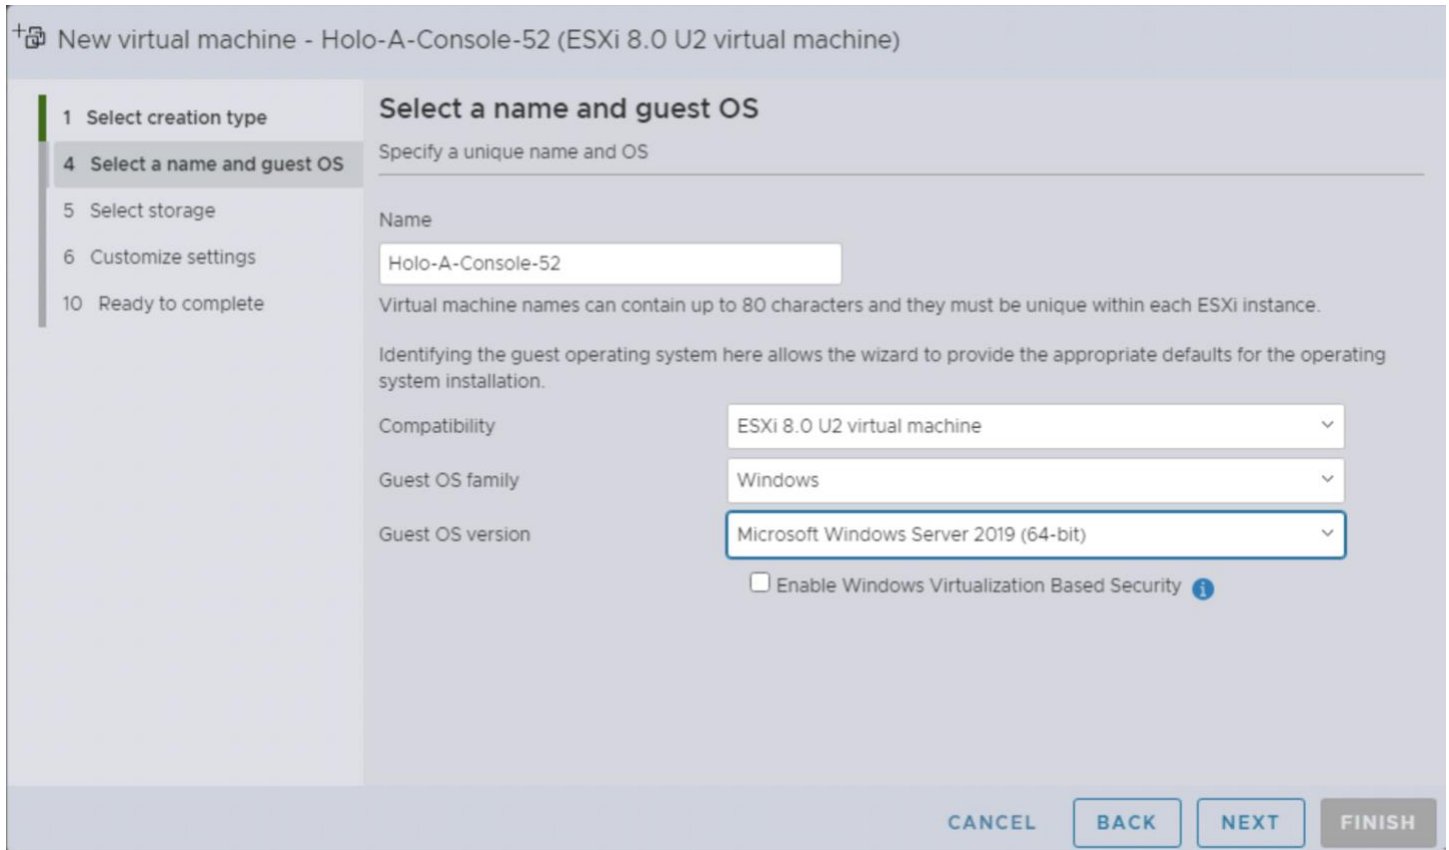 New virtual machine - Holo-A-Console-52 (ESXi 8.0 U2 virtual machine)
1 Select creation type
4 Select a name and guest OS
5 Select storage
6 Customize settings
10 Ready to complete
Select a name and guest OS
Specify a unique name and OS
Name
Holo-A-Console-52
Virtual machine names can contain up to 80 characters and they must be unique within each ESXi instance.
Identifying the guest operating system here allows the wizard to provide the appropriate defaults for the operating
system installation.
Compatibility
ESXi 8.0 U2 virtual machine
Guest OS family
Windows
Guest OS version
Microsoft Windows Server 2019 (64-bit)
Enable Windows Virtualization Based Security
CANCEL
BACK
NEXT
FINISH